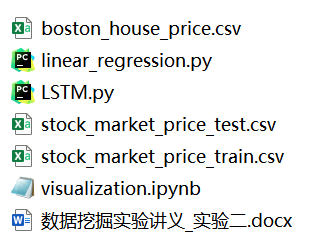 boston_house_price.csv
linear_regression.py
LSTM.py
stock_market_price_test.csv
stock_market_price_train.csv
visualization.ipynb
数据挖掘实验讲义_实验二.docx